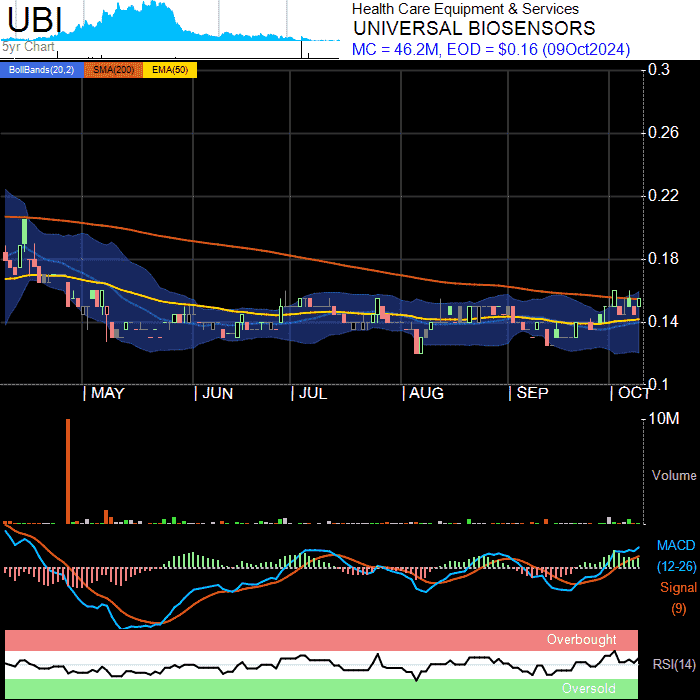 UBI
5yr Chart
Health Care Equipment & Services
UNIVERSAL BIOSENSORS
MC = 46.2M, EOD = $0.16 (09Oct2024)
BollBands(20,2) SMA(200) EMA(50)
0.3
0.26
0.22
0.18
0.14
0.1
MAY JUN JUL AUG SEP OCT
10M
Volume
MACD
(12-26)
Signal
(9)
Overbought
RSI(14)
Oversold